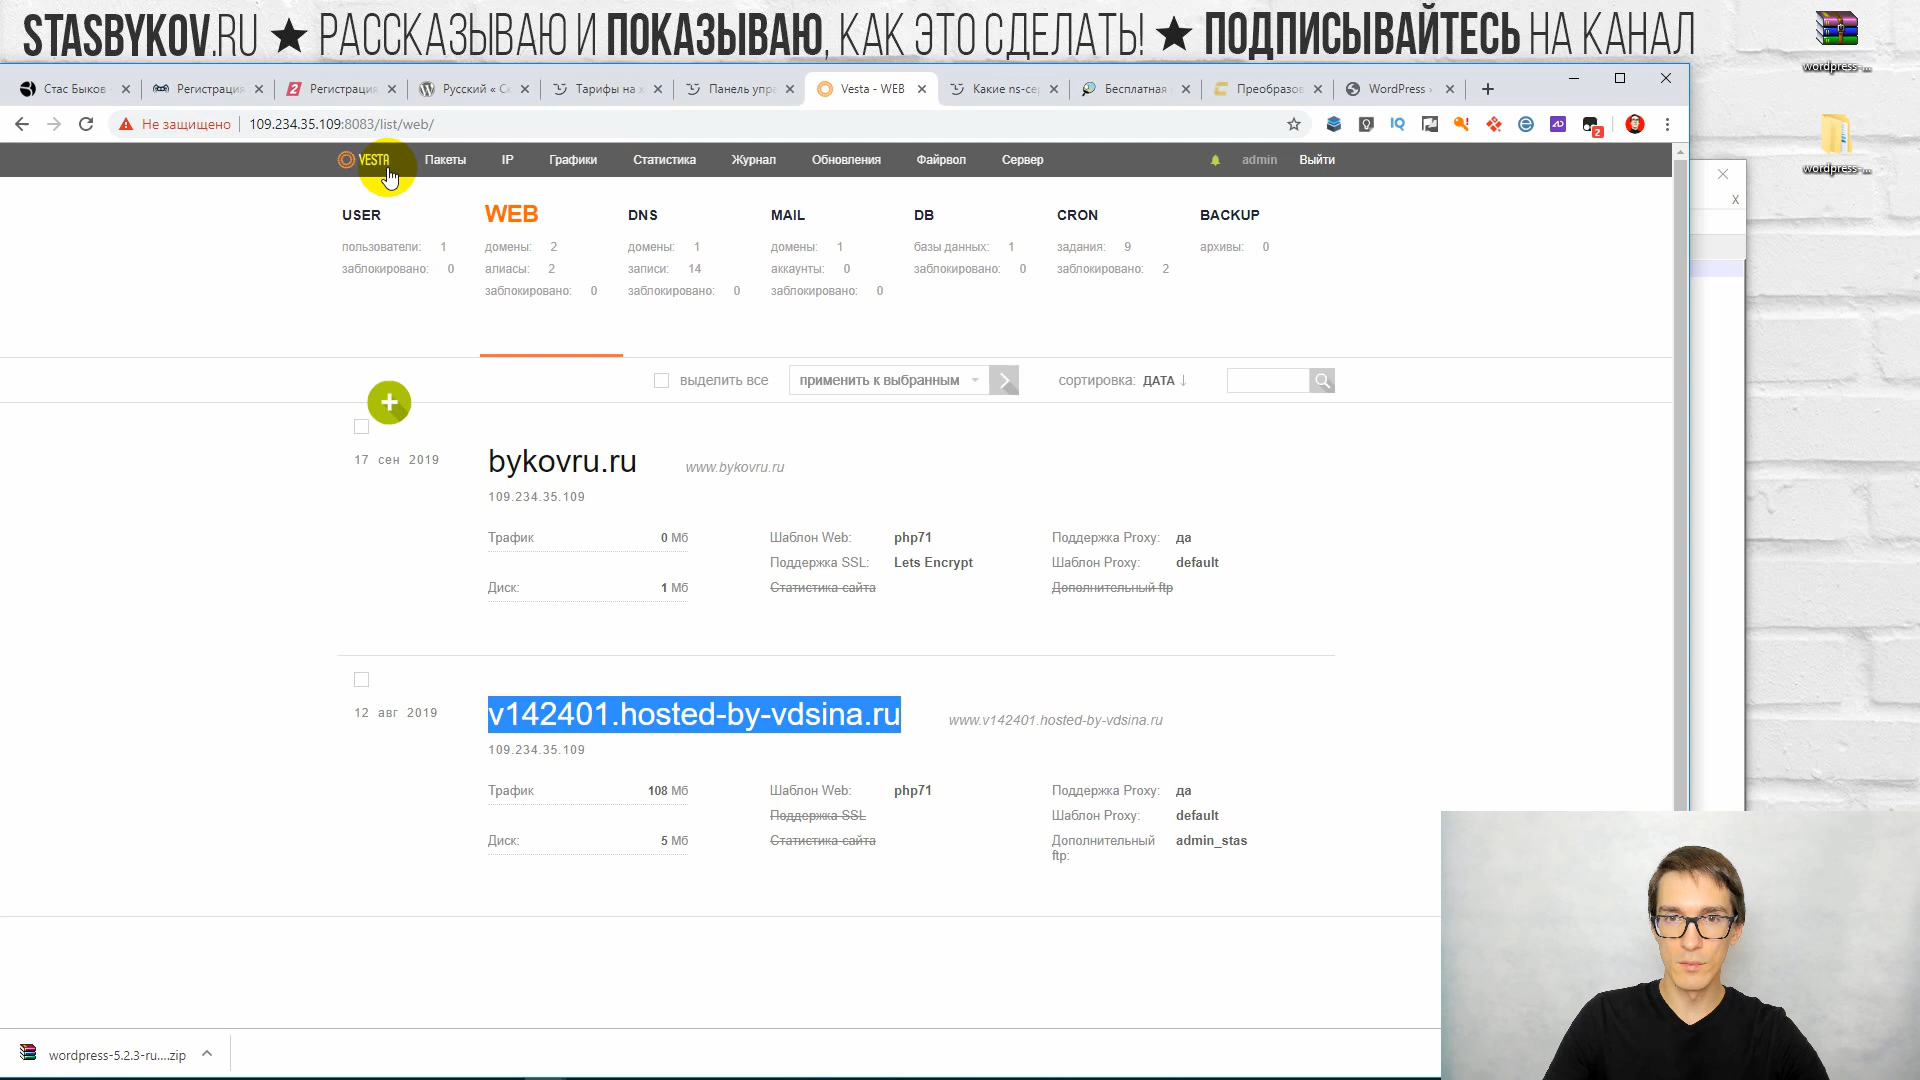 STASBYKOV.RU ★ РАССКАЗЫВАЮ И ПОКАЗЫВАЮ, КАК ЭТО СДЕЛАТЬ! ★ ПОДПИСЫВАЙТЕСЬ НА КАНАЛ
wordpress-...
wordpress-...
Стас Быков
Регистрация
Регистрация
Русский « Ск
Тарифы на х
Панель упра
Vesta - WEB
Какие ns-сер
Бесплатная
Преобразов
WordPress ›
Не защищено
109.234.35.109:8083/list/web/
IQ
2
VESTA
Пакеты
IP
Графики
Статистика
Журнал
Обновления
Файрвол
Сервер
admin
Выйти
X
USER
пользователи: 1
заблокировано: 0
WEB
домены: 2
алиасы: 2
заблокировано: 0
DNS
домены: 1
записи: 14
заблокировано: 0
MAIL
домены: 1
аккаунты: 0
заблокировано: 0
DB
базы данных: 1
заблокировано: 0
CRON
задания: 9
заблокировано: 2
BACKUP
архивы: 0
выделить все
применить к выбранным
сортировка: ДАТА ↓
17 сен 2019
bykovru.ru
www.bykovru.ru
109.234.35.109
Трафик 0 Мб
Диск: 1 Мб
Шаблон Web: php71
Поддержка SSL: Lets Encrypt
Статистика сайта
Поддержка Proxy: да
Шаблон Proxy: default
Дополнительный ftp
12 авг 2019
v142401.hosted-by-vdsina.ru
www.v142401.hosted-by-vdsina.ru
109.234.35.109
Трафик 108 Мб
Диск: 5 Мб
Шаблон Web: php71
Поддержка SSL
Статистика сайта
Поддержка Proxy: да
Шаблон Proxy: default
Дополнительный ftp: admin_stas
wordpress-5.2.3-ru....zip